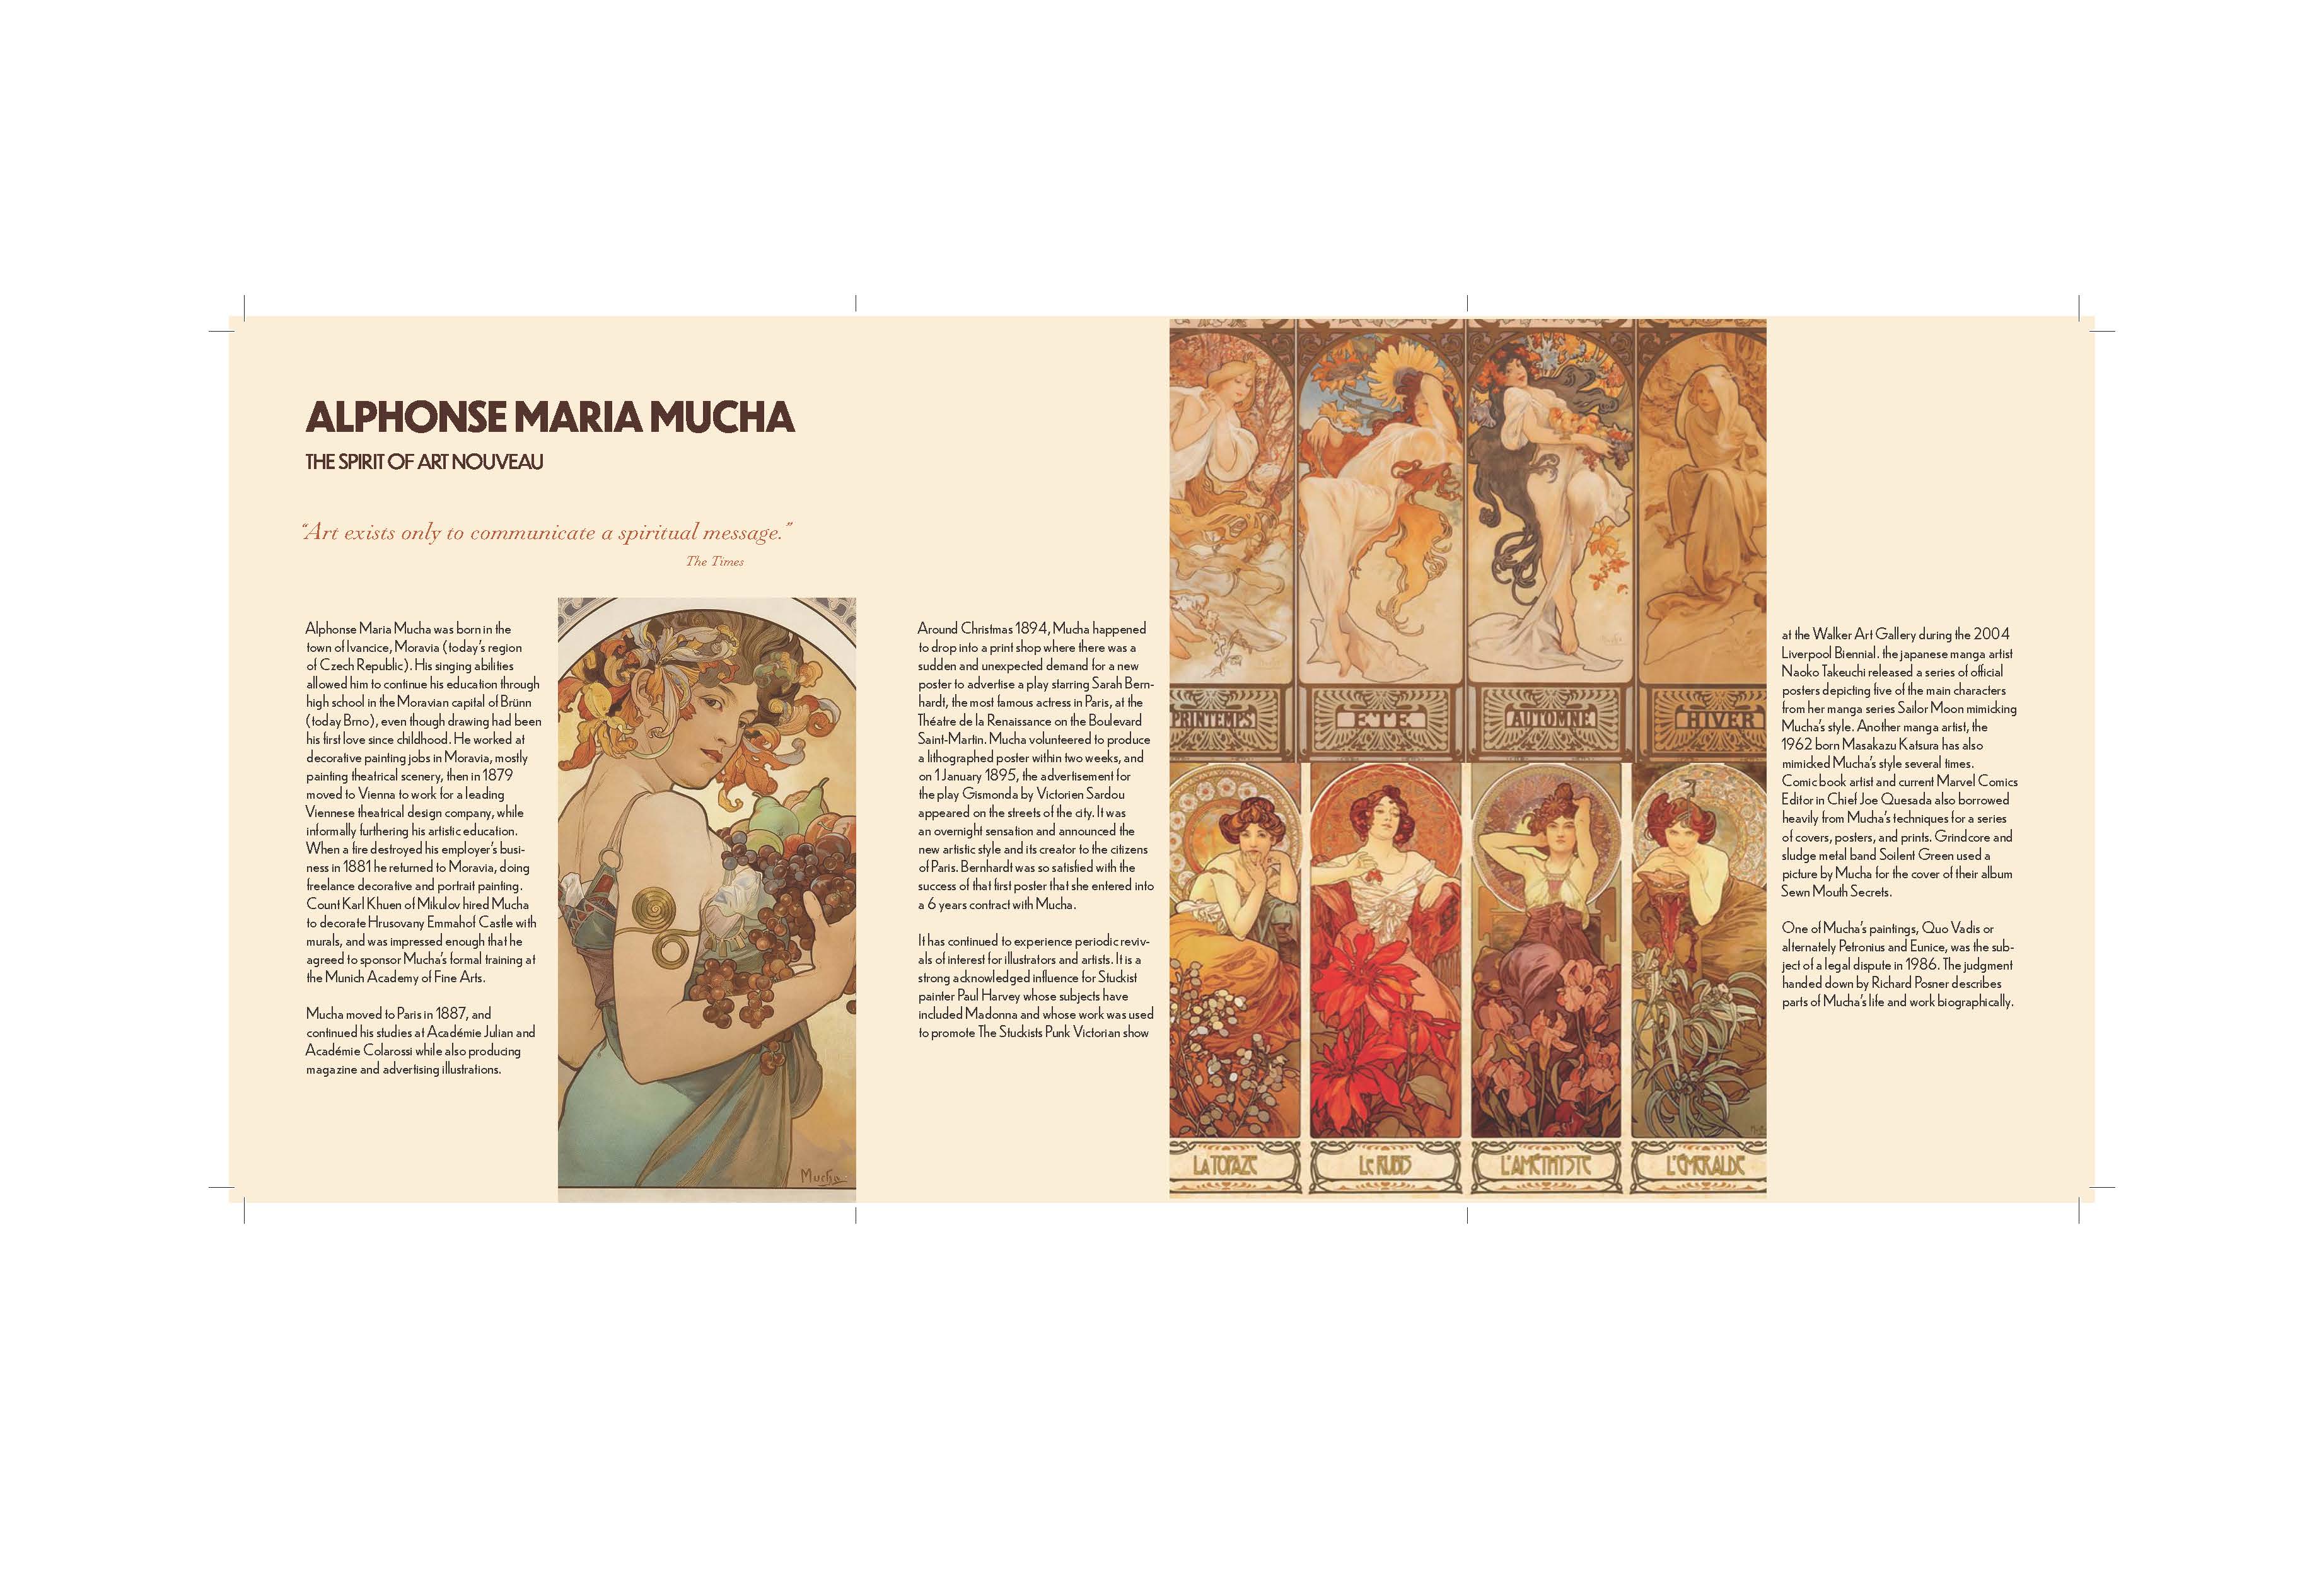 ALPHONSE MARIA MUCHA
THE SPIRIT OF ART NOUVEAU
“Art exists only to communicate a spiritual message.”
The Times
Alphonse Maria Mucha was born in the
town of Ivancice, Moravia (today’s region
of Czech Republic). His singing abilities
allowed him to continue his education through
high school in the Moravian capital of Brünn
(today Brno), even though drawing had been
his first love since childhood. He worked at
decorative painting jobs in Moravia, mostly
painting theatrical scenery, then in 1879
moved to Vienna to work for a leading
Viennese theatrical design company, while
informally furthering his artistic education.
When a fire destroyed his employer’s busi-
ness in 1881 he returned to Moravia, doing
freelance decorative and portrait painting.
Count Karl Khuen of Mikulov hired Mucha
to decorate Hrusovany Emmahof Castle with
murals, and was impressed enough that he
agreed to sponsor Mucha’s formal training at
the Munich Academy of Fine Arts.
Mucha moved to Paris in 1887, and
continued his studies at Académie Julian and
Académie Colarossi while also producing
magazine and advertising illustrations.
Mucha
Around Christmas 1894, Mucha happened
to drop into a print shop where there was a
sudden and unexpected demand for a new
poster to advertise a play starring Sarah Bern-
hardt, the most famous actress in Paris, at the
Théatre de la Renaissance on the Boulevard
Saint-Martin. Mucha volunteered to produce
a lithographed poster within two weeks, and
on 1 January 1895, the advertisement for
the play Gismonda by Victorien Sardou
appeared on the streets of the city. It was
an overnight sensation and announced the
new artistic style and its creator to the citizens
of Paris. Bernhardt was so satisfied with the
success of that first poster that she entered into
a 6 years contract with Mucha.
It has continued to experience periodic reviv-
als of interest for illustrators and artists. It is a
strong acknowledged influence for Stuckist
painter Paul Harvey whose subjects have
included Madonna and whose work was used
to promote The Stuckists Punk Victorian show
PRINTEMPS
ETE
AUTOMNE
HIVER
LA TOPAZE
LE RUBIS
L'AMÉTHYSTE
L'ÉMERALDE
at the Walker Art Gallery during the 2004
Liverpool Biennial. the japanese manga artist
Naoko Takeuchi released a series of official
posters depicting five of the main characters
from her manga series Sailor Moon mimicking
Mucha’s style. Another manga artist, the
1962 born Masakazu Katsura has also
mimicked Mucha’s style several times.
Comic book artist and current Marvel Comics
Editor in Chief Joe Quesada also borrowed
heavily from Mucha’s techniques for a series
of covers, posters, and prints. Grindcore and
sludge metal band Soilent Green used a
picture by Mucha for the cover of their album
Sewn Mouth Secrets.
One of Mucha’s paintings, Quo Vadis or
alternately Petronius and Eunice, was the sub-
ject of a legal dispute in 1986. The judgment
handed down by Richard Posner describes
parts of Mucha’s life and work biographically.